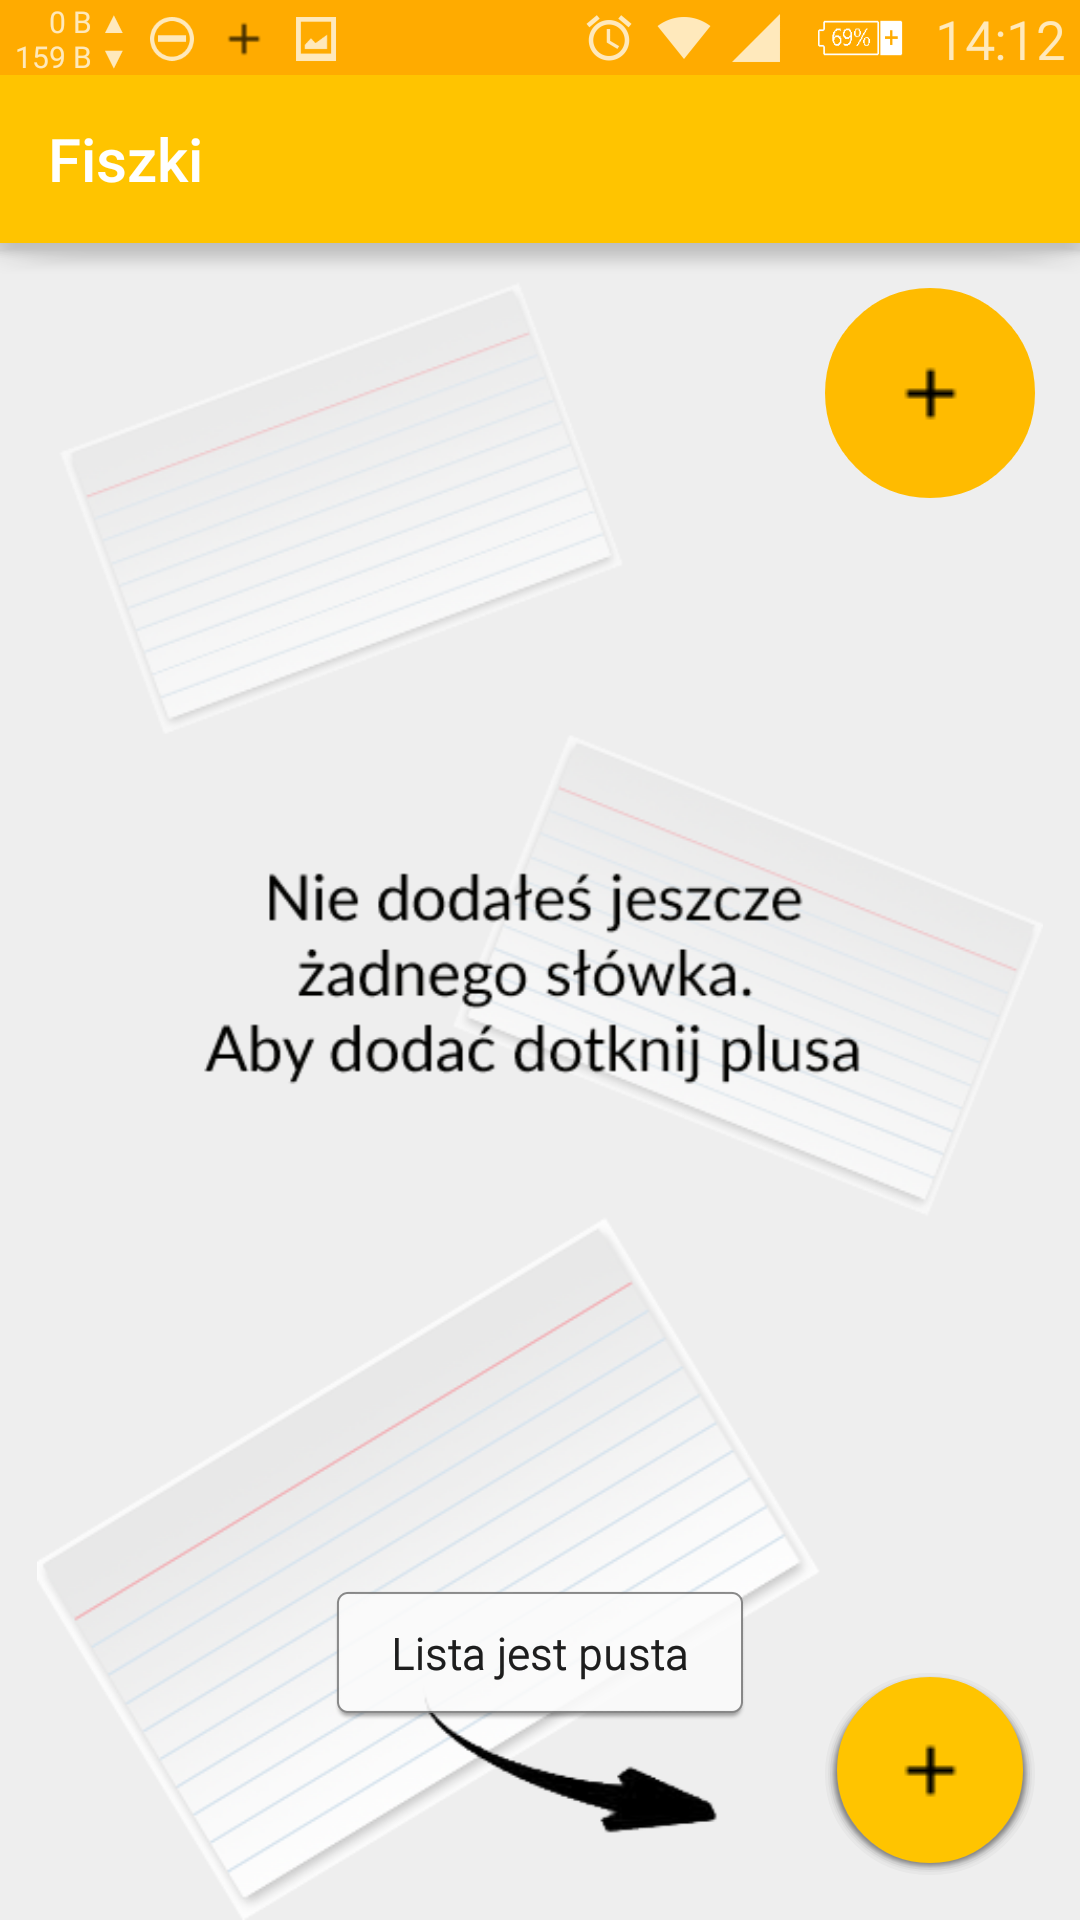 0 B ▲
159 B ▼
69%
14:12
Fiszki
+
Nie dodałeś jeszcze
żadnego słówka.
Aby dodać dotknij plusa
Lista jest pusta
+